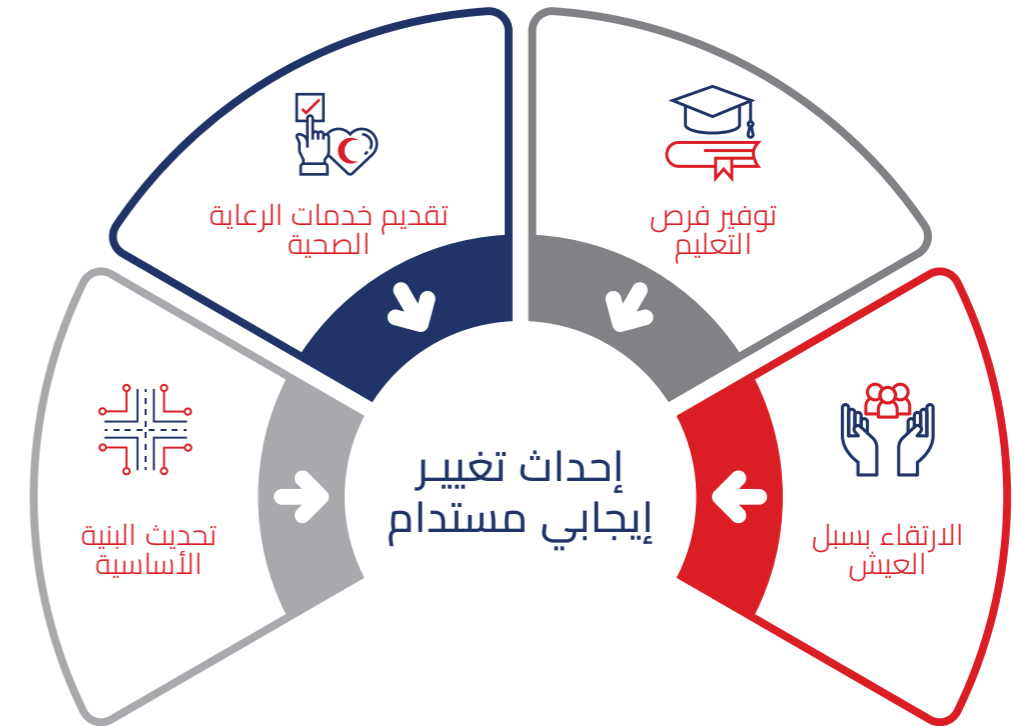 توفير فرص
التعليم
تقديم خدمات الرعاية
الصحية
الارتقاء بسبل
العيش
تحديث البنية
الأساسية
إحداث تغيير
إيجابي مستدام